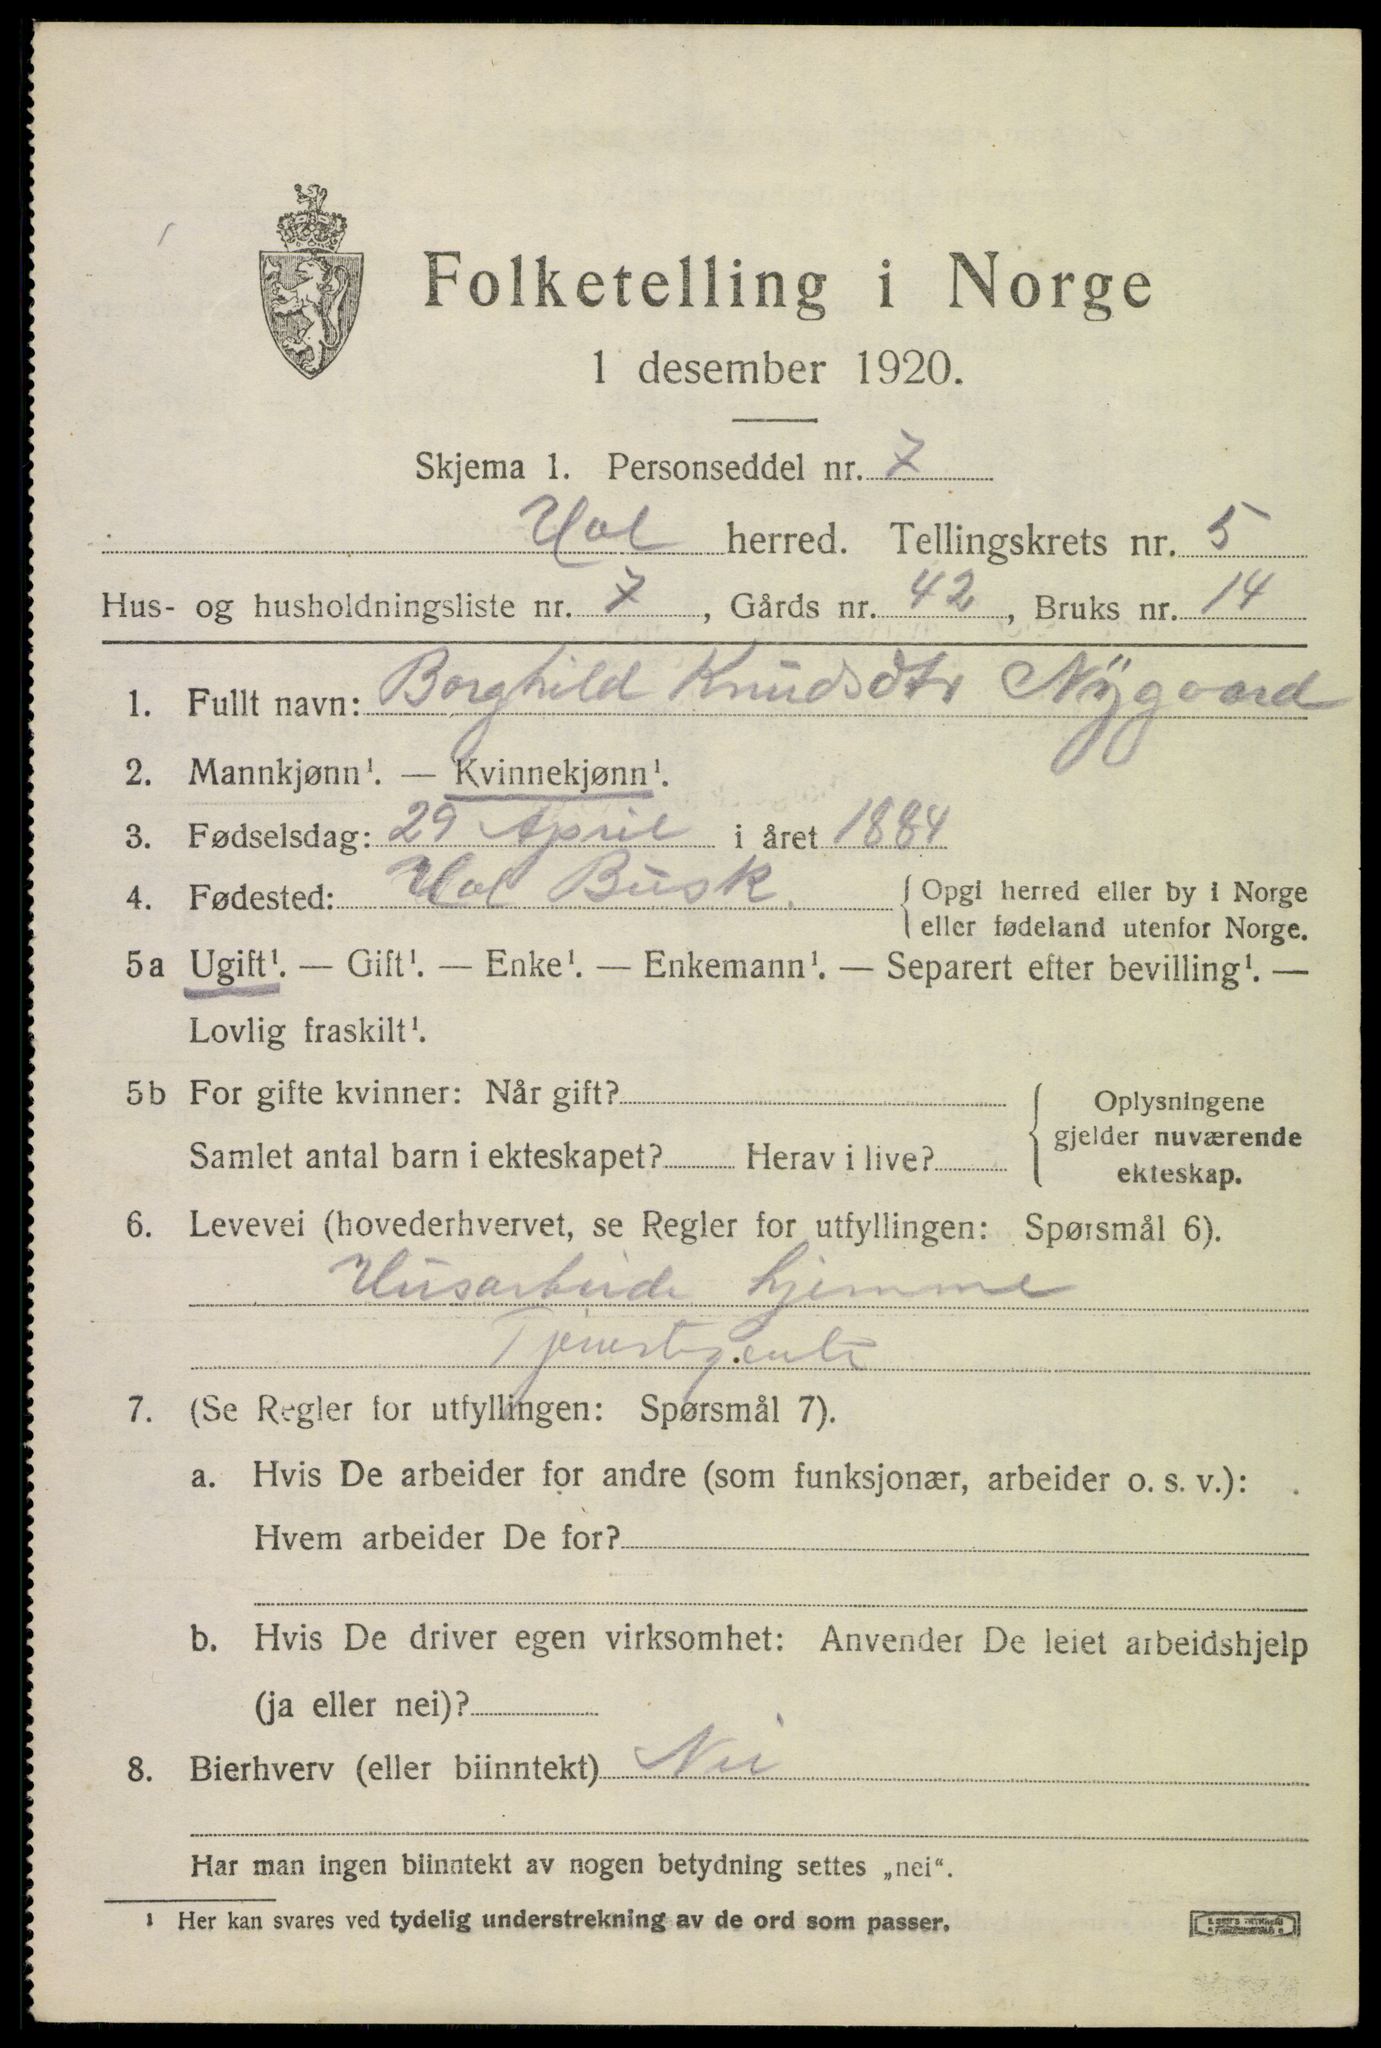 Folketelling i Norge
1 desember 1920.
Skjema 1. Personseddel nr. 7
Hol herred. Tellingskrets nr. 5
Hus- og husholdningsliste nr. 7, Gårds nr. 42, Bruks nr. 14
1. Fullt navn: Borghild Knudsdtr Nÿgaard
2. Mannkjønn¹. — Kvinnekjønn¹.
3. Fødselsdag: 29 April i året 1884
4. Fødested: Hol Busk. { Opgi herred eller by i Norge
eller fødeland utenfor Norge.
5a Ugift¹. — Gift¹. — Enke¹. — Enkemann¹. — Separert efter bevilling¹. —
Lovlig fraskilt¹.
5b For gifte kvinner: Når gift? { Oplysningene
gjelder nuværende
Samlet antal barn i ekteskapet? Herav i live?
ekteskap.
6. Levevei (hovederhvervet, se Regler for utfyllingen: Spørsmål 6).
Husarbeide hjemme
Tjenestgente
7. (Se Regler for utfyllingen: Spørsmål 7).
a. Hvis De arbeider for andre (som funksjonær, arbeider o. s. v.):
Hvem arbeider De for?
b. Hvis De driver egen virksomhet: Anvender De leiet arbeidshjelp
(ja eller nei)?
8. Bierhverv (eller biinntekt) Nei
Har man ingen biinntekt av nogen betydning settes „nei“.
¹ Her kan svares ved tydelig understrekning av de ord som passer.